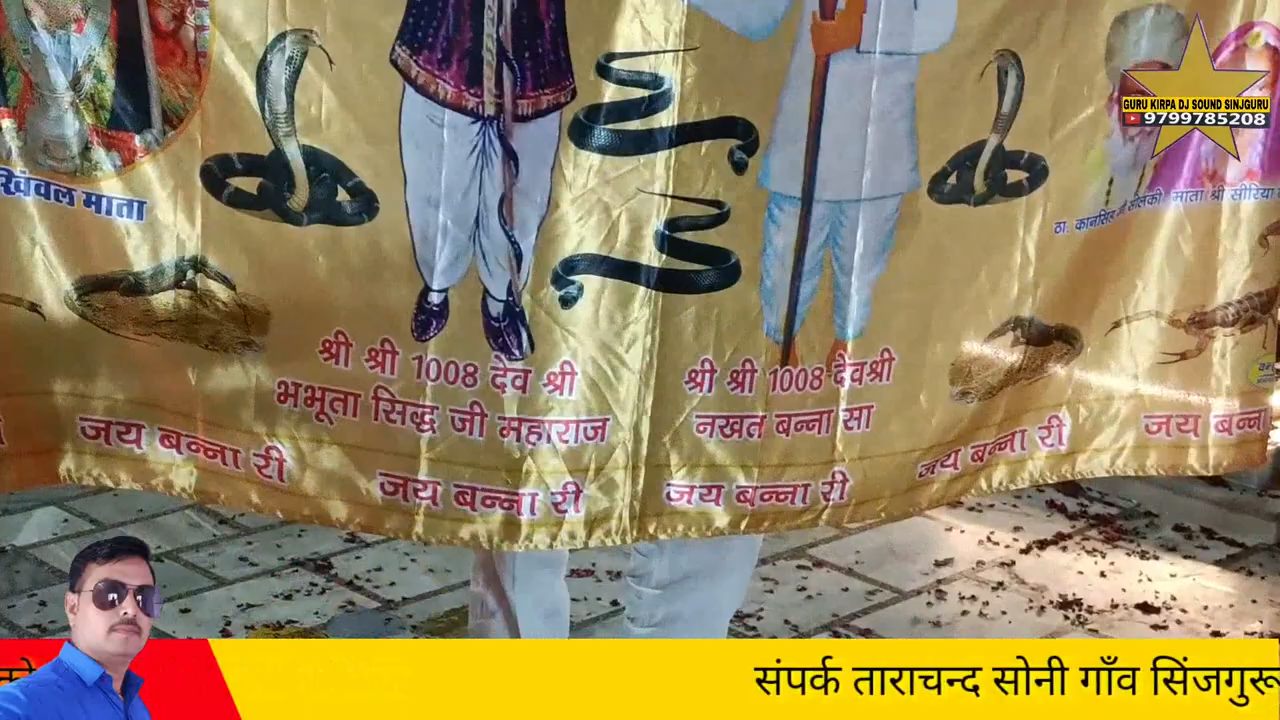 GURU KIRPA DJ SOUND SINJGURU
9799785208
खिंवल माता
ठा. कानसिंह जी सोलंकी
माता श्री सीरिया
श्री श्री 1008 देव श्री
भभूता सिद्ध जी महाराज
श्री श्री 1008 देवश्री
नखत बन्ना सा
जय बन्ना री
जय बन्ना री
जय बन्ना री
जय बन्ना री
जय बन्ना
संपर्क ताराचन्द सोनी गाँव सिंजगुरू